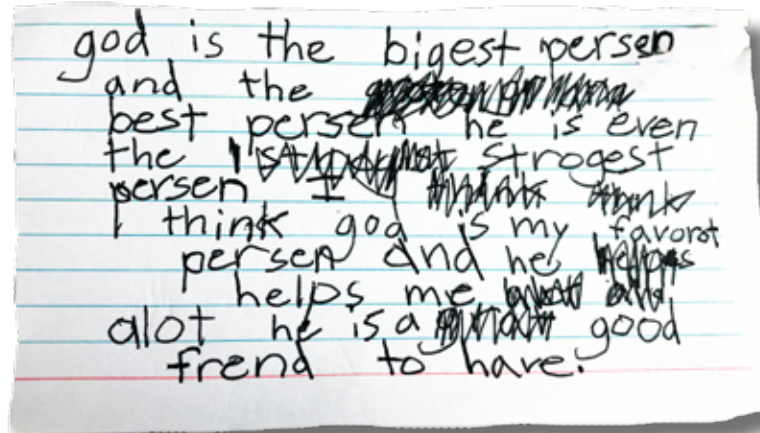 god is the bigest persen
and the
best persen he is even
the strogest
persen I
I think god is my favorot
persen and he
helps me
alot he is a good
frend to have.